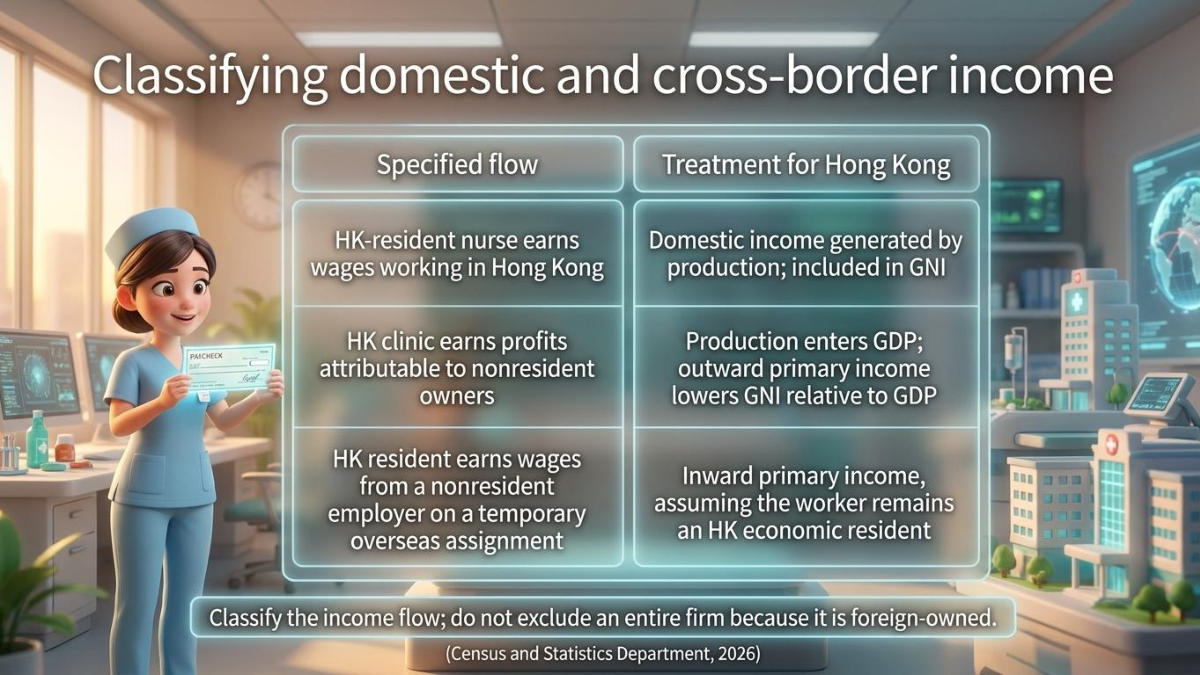 Classifying domestic and cross-border income
Specified flow
Treatment for Hong Kong
HK-resident nurse earns
wages working in Hong Kong
Domestic income generated by
production; included in GNI
HK clinic earns profits
attributable to nonresident
owners
Production enters GDP;
outward primary income
lowers GNI relative to GDP
HK resident earns wages
from a nonresident
employer on a temporary
overseas assignment
Inward primary income,
assuming the worker remains
an HK economic resident
Classify the income flow; do not exclude an entire firm because it is foreign-owned.
(Census and Statistics Department, 2026)